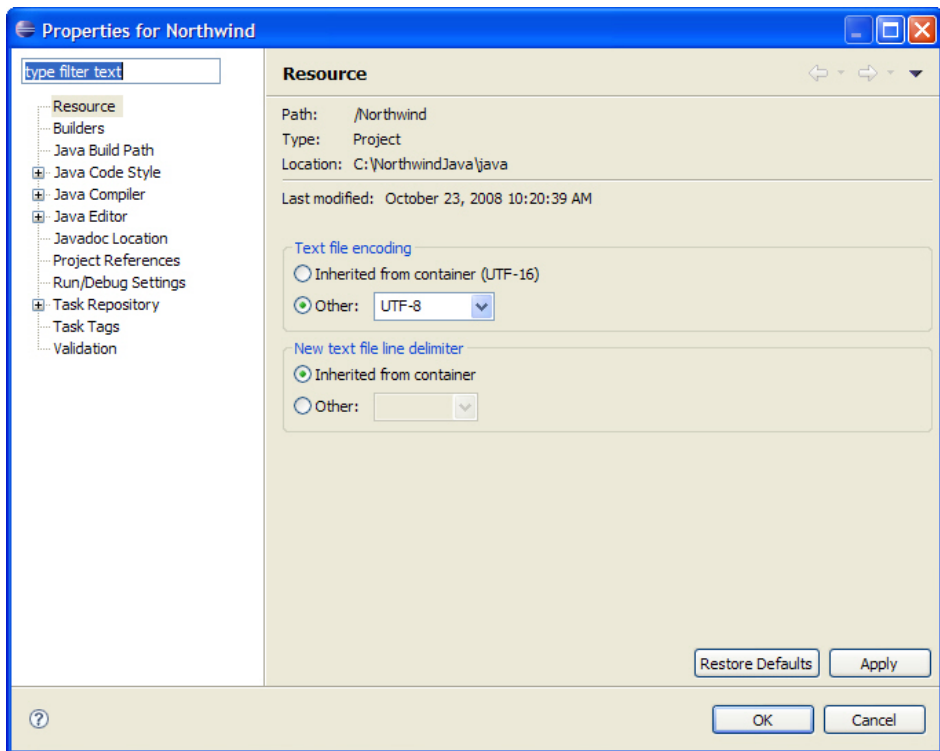 Properties for Northwind
type filter text
Resource
Builders
Java Build Path
Java Code Style
Java Compiler
Java Editor
Javadoc Location
Project References
Run/Debug Settings
Task Repository
Task Tags
Validation
Resource
Path: /Northwind
Type: Project
Location: C:\NorthwindJava\java
Last modified: October 23, 2008 10:20:39 AM
Text file encoding
Inherited from container (UTF-16)
Other: UTF-8
New text file line delimiter
Inherited from container
Other:
Restore Defaults Apply
? OK Cancel